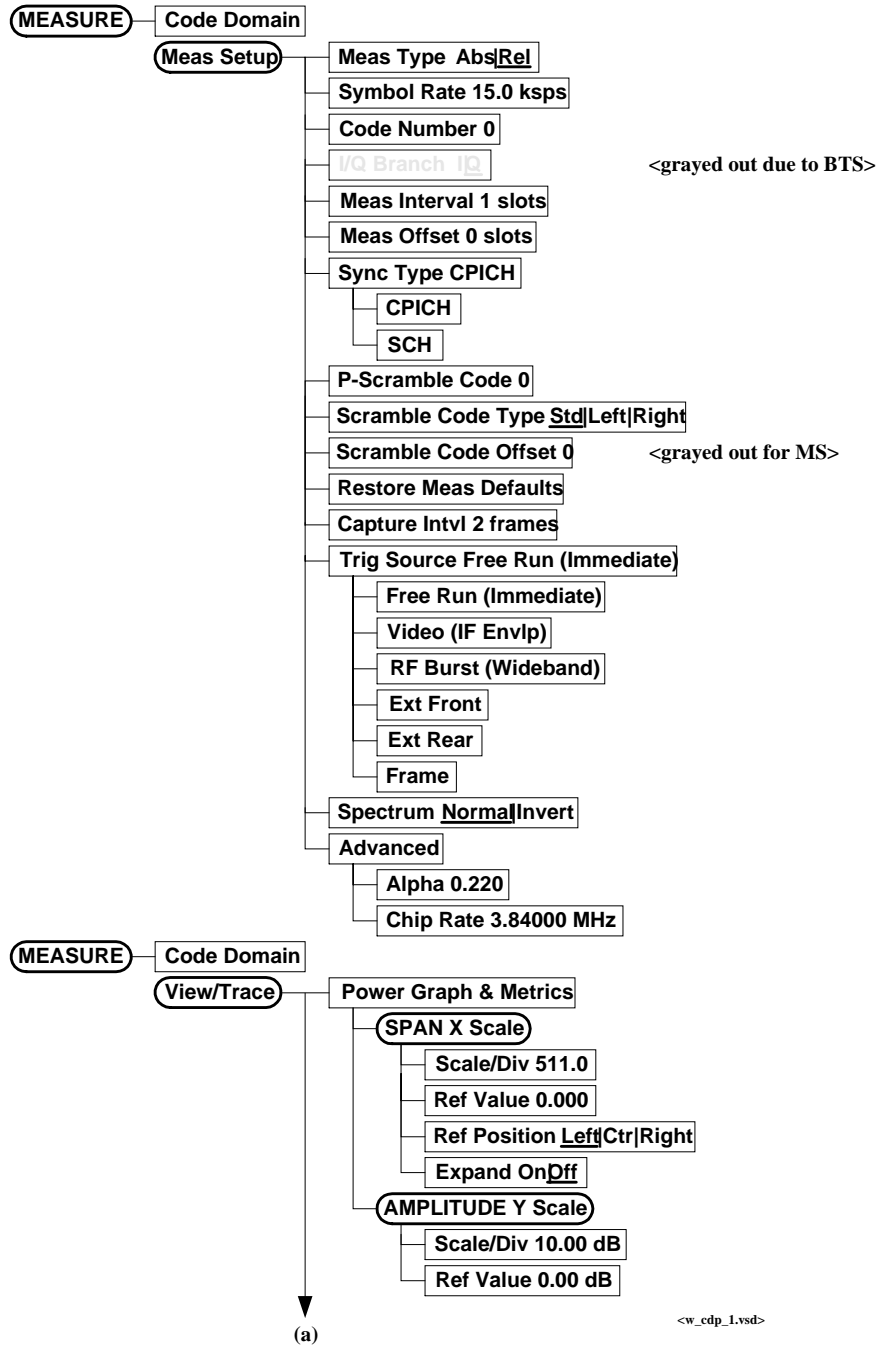 MEASURE Code Domain
Meas Setup Meas Type Abs|Rel
Symbol Rate 15.0 ksps
Code Number 0
I/Q Branch I|Q <grayed out due to BTS>
Meas Interval 1 slots
Meas Offset 0 slots
Sync Type CPICH
CPICH
SCH
P-Scramble Code 0
Scramble Code Type Std|Left|Right
Scramble Code Offset 0 <grayed out for MS>
Restore Meas Defaults
Capture Intvl 2 frames
Trig Source Free Run (Immediate)
Free Run (Immediate)
Video (IF Envlp)
RF Burst (Wideband)
Ext Front
Ext Rear
Frame
Spectrum Normal|Invert
Advanced
Alpha 0.220
Chip Rate 3.84000 MHz
MEASURE Code Domain
View/Trace Power Graph & Metrics
SPAN X Scale
Scale/Div 511.0
Ref Value 0.000
Ref Position Left|Ctr|Right
Expand On|Off
AMPLITUDE Y Scale
Scale/Div 10.00 dB
Ref Value 0.00 dB
(a)
<w_cdp_1.vsd>